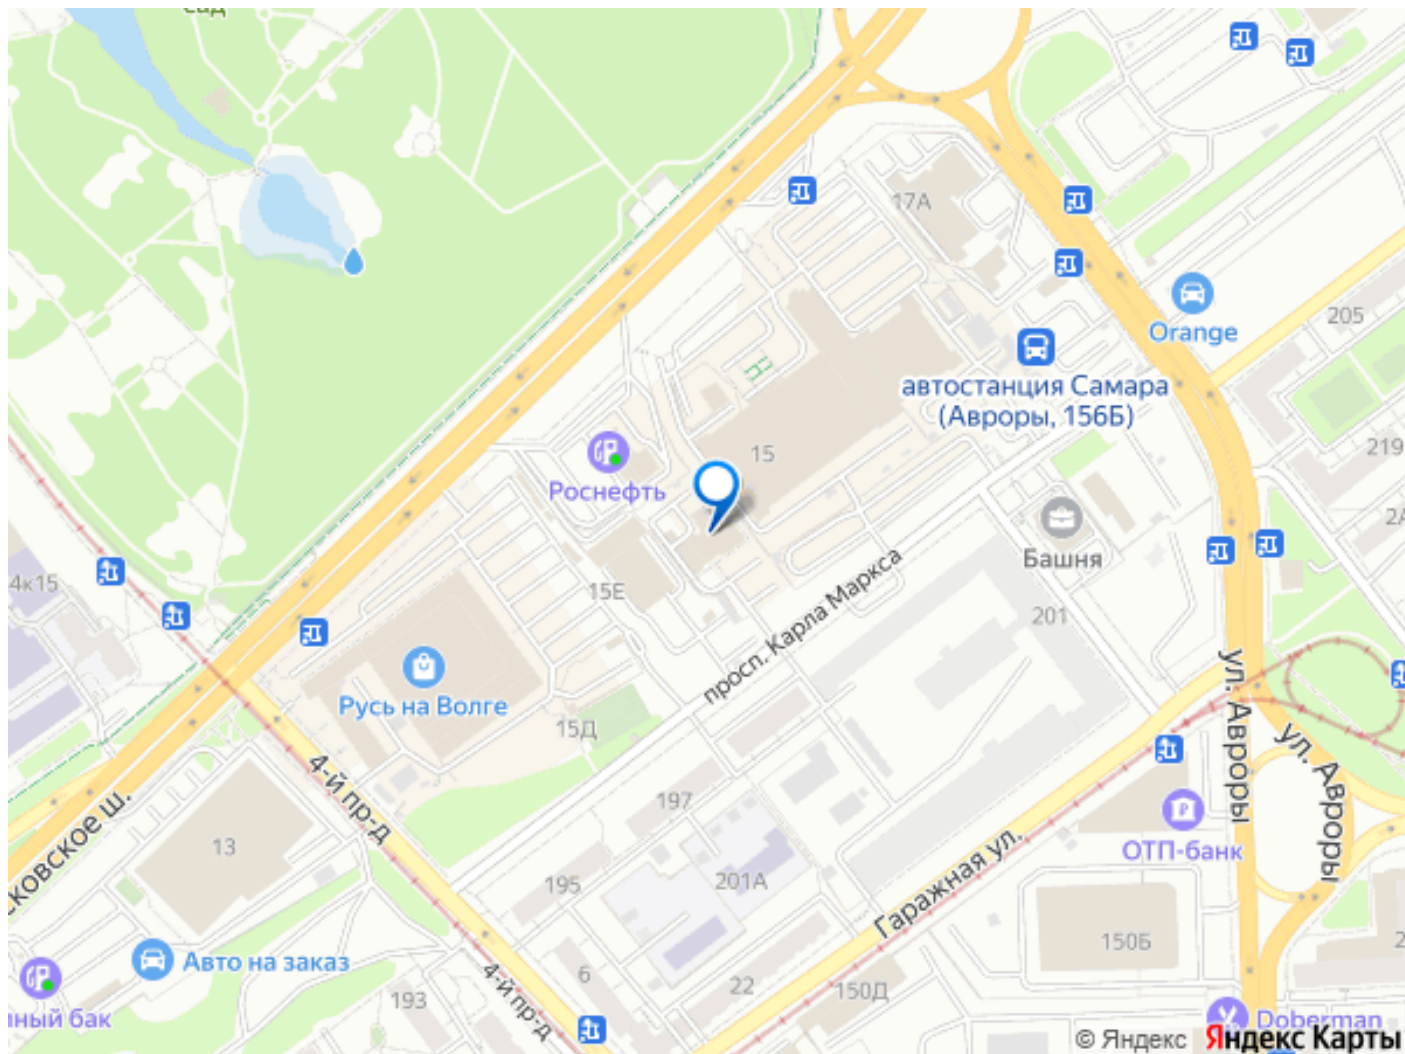 сад
17А
205
Orange
автостанция Самара
(Авроры, 156Б)
219
15
Роснефть
Башня
4к15
15Е
201
просп. Карла Маркса
Русь на Волге
15Д
ул. Авроры
ул. Авроры
4-й пр-д
197
13
ОТП-банк
201А
195
Гаражная ул.
150Б
Авто на заказ
6
22
150Д
193
4-й пр-д
бак
Doberman
© Яндекс Яндекс Карты